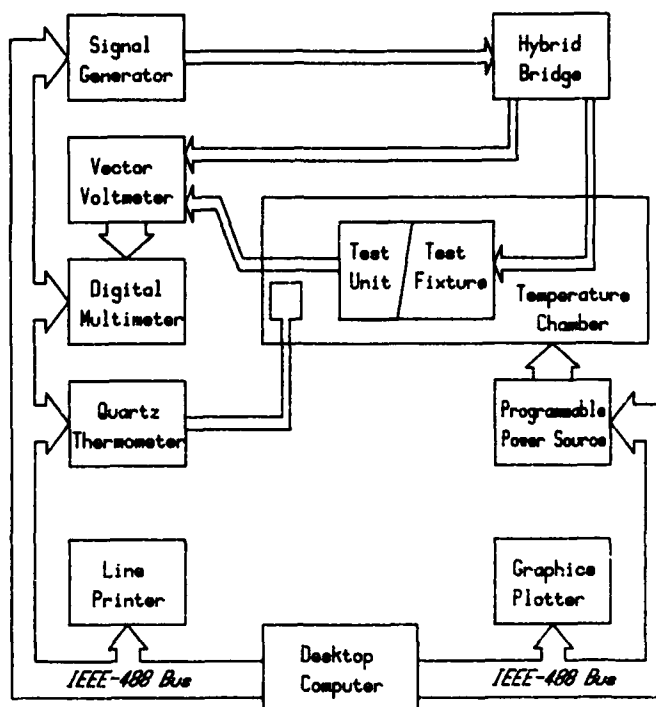 Signal
Generator
Hybrid
Bridge
Vector
Voltmeter
Test
Unit
Test
Fixture
Temperature
Chamber
Digital
Multimeter
Quartz
Thermometer
Programmable
Power Source
Line
Printer
Graphics
Plotter
Desktop
Computer
IEEE-488 Bus
IEEE-488 Bus